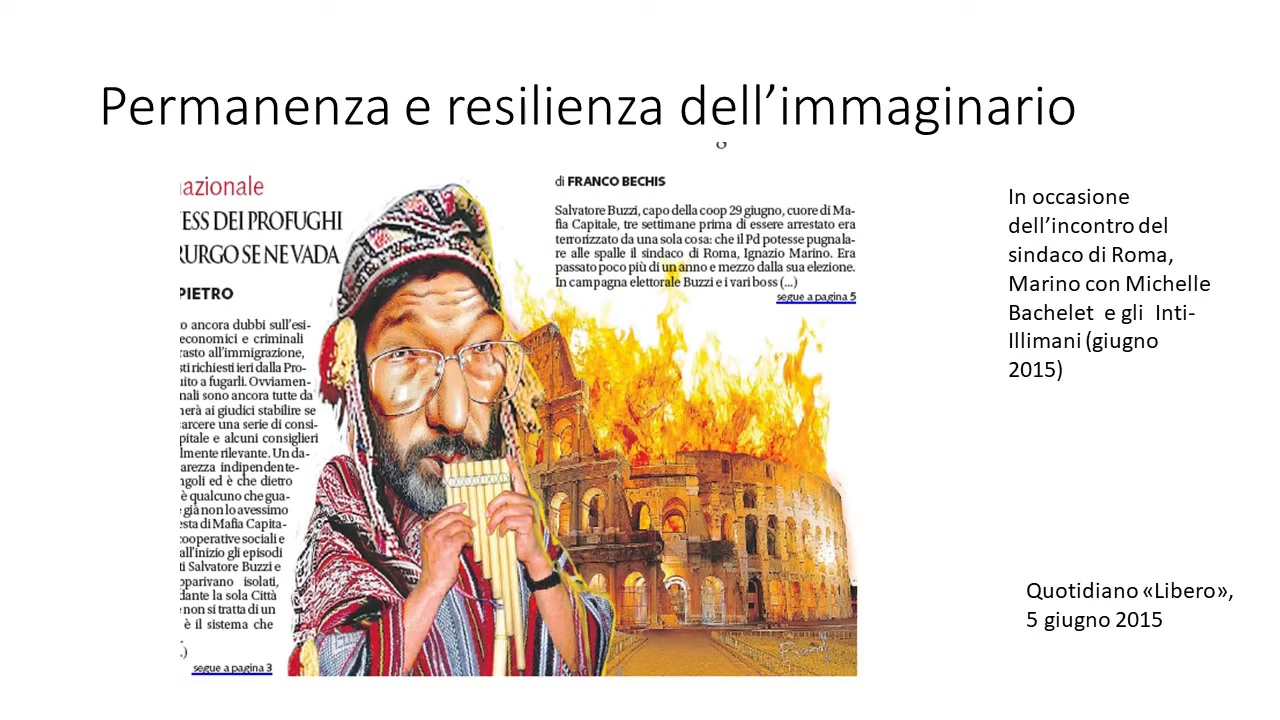 Permanenza e resilienza dell’immaginario
azionale
ESS DEI PROFUGHI
RURGO SE NE VADA
PIETRO
o ancora dubbi sull’esi-
economici e criminali
rasto all’immigrazione,
sti richiesti ieri dalla Pro-
uito a fugarli. Ovviamen-
nali sono ancora tutte da
nerà ai giudici stabilire se
carcere una serie di consi-
pitale e alcuni consiglieri
lmente rilevante. Un da-
arezza indipendente-
ngoli ed è che dietro
è qualcuno che gua-
già non lo avessimo
esta di Mafia Capita-
cooperative sociali e
all’inizio gli episodi
ti Salvatore Buzzi e
pparivano isolati,
dante la sola Città
non si tratta di un
è il sistema che
.)
segue a pagina 3
di FRANCO BECHIS
Salvatore Buzzi, capo della coop 29 giugno, cuore di Ma-
fia Capitale, tre settimane prima di essere arrestato era
terrorizzato da una sola cosa: che il Pd potesse pugnala-
re alle spalle il sindaco di Roma, Ignazio Marino. Era
passato poco più di un anno e mezzo dalla sua elezione.
In campagna elettorale Buzzi e i vari boss (...)
segue a pagina 5
In occasione
dell’incontro del
sindaco di Roma,
Marino con Michelle
Bachelet e gli Inti-
Illimani (giugno
2015)
Quotidiano «Libero»,
5 giugno 2015